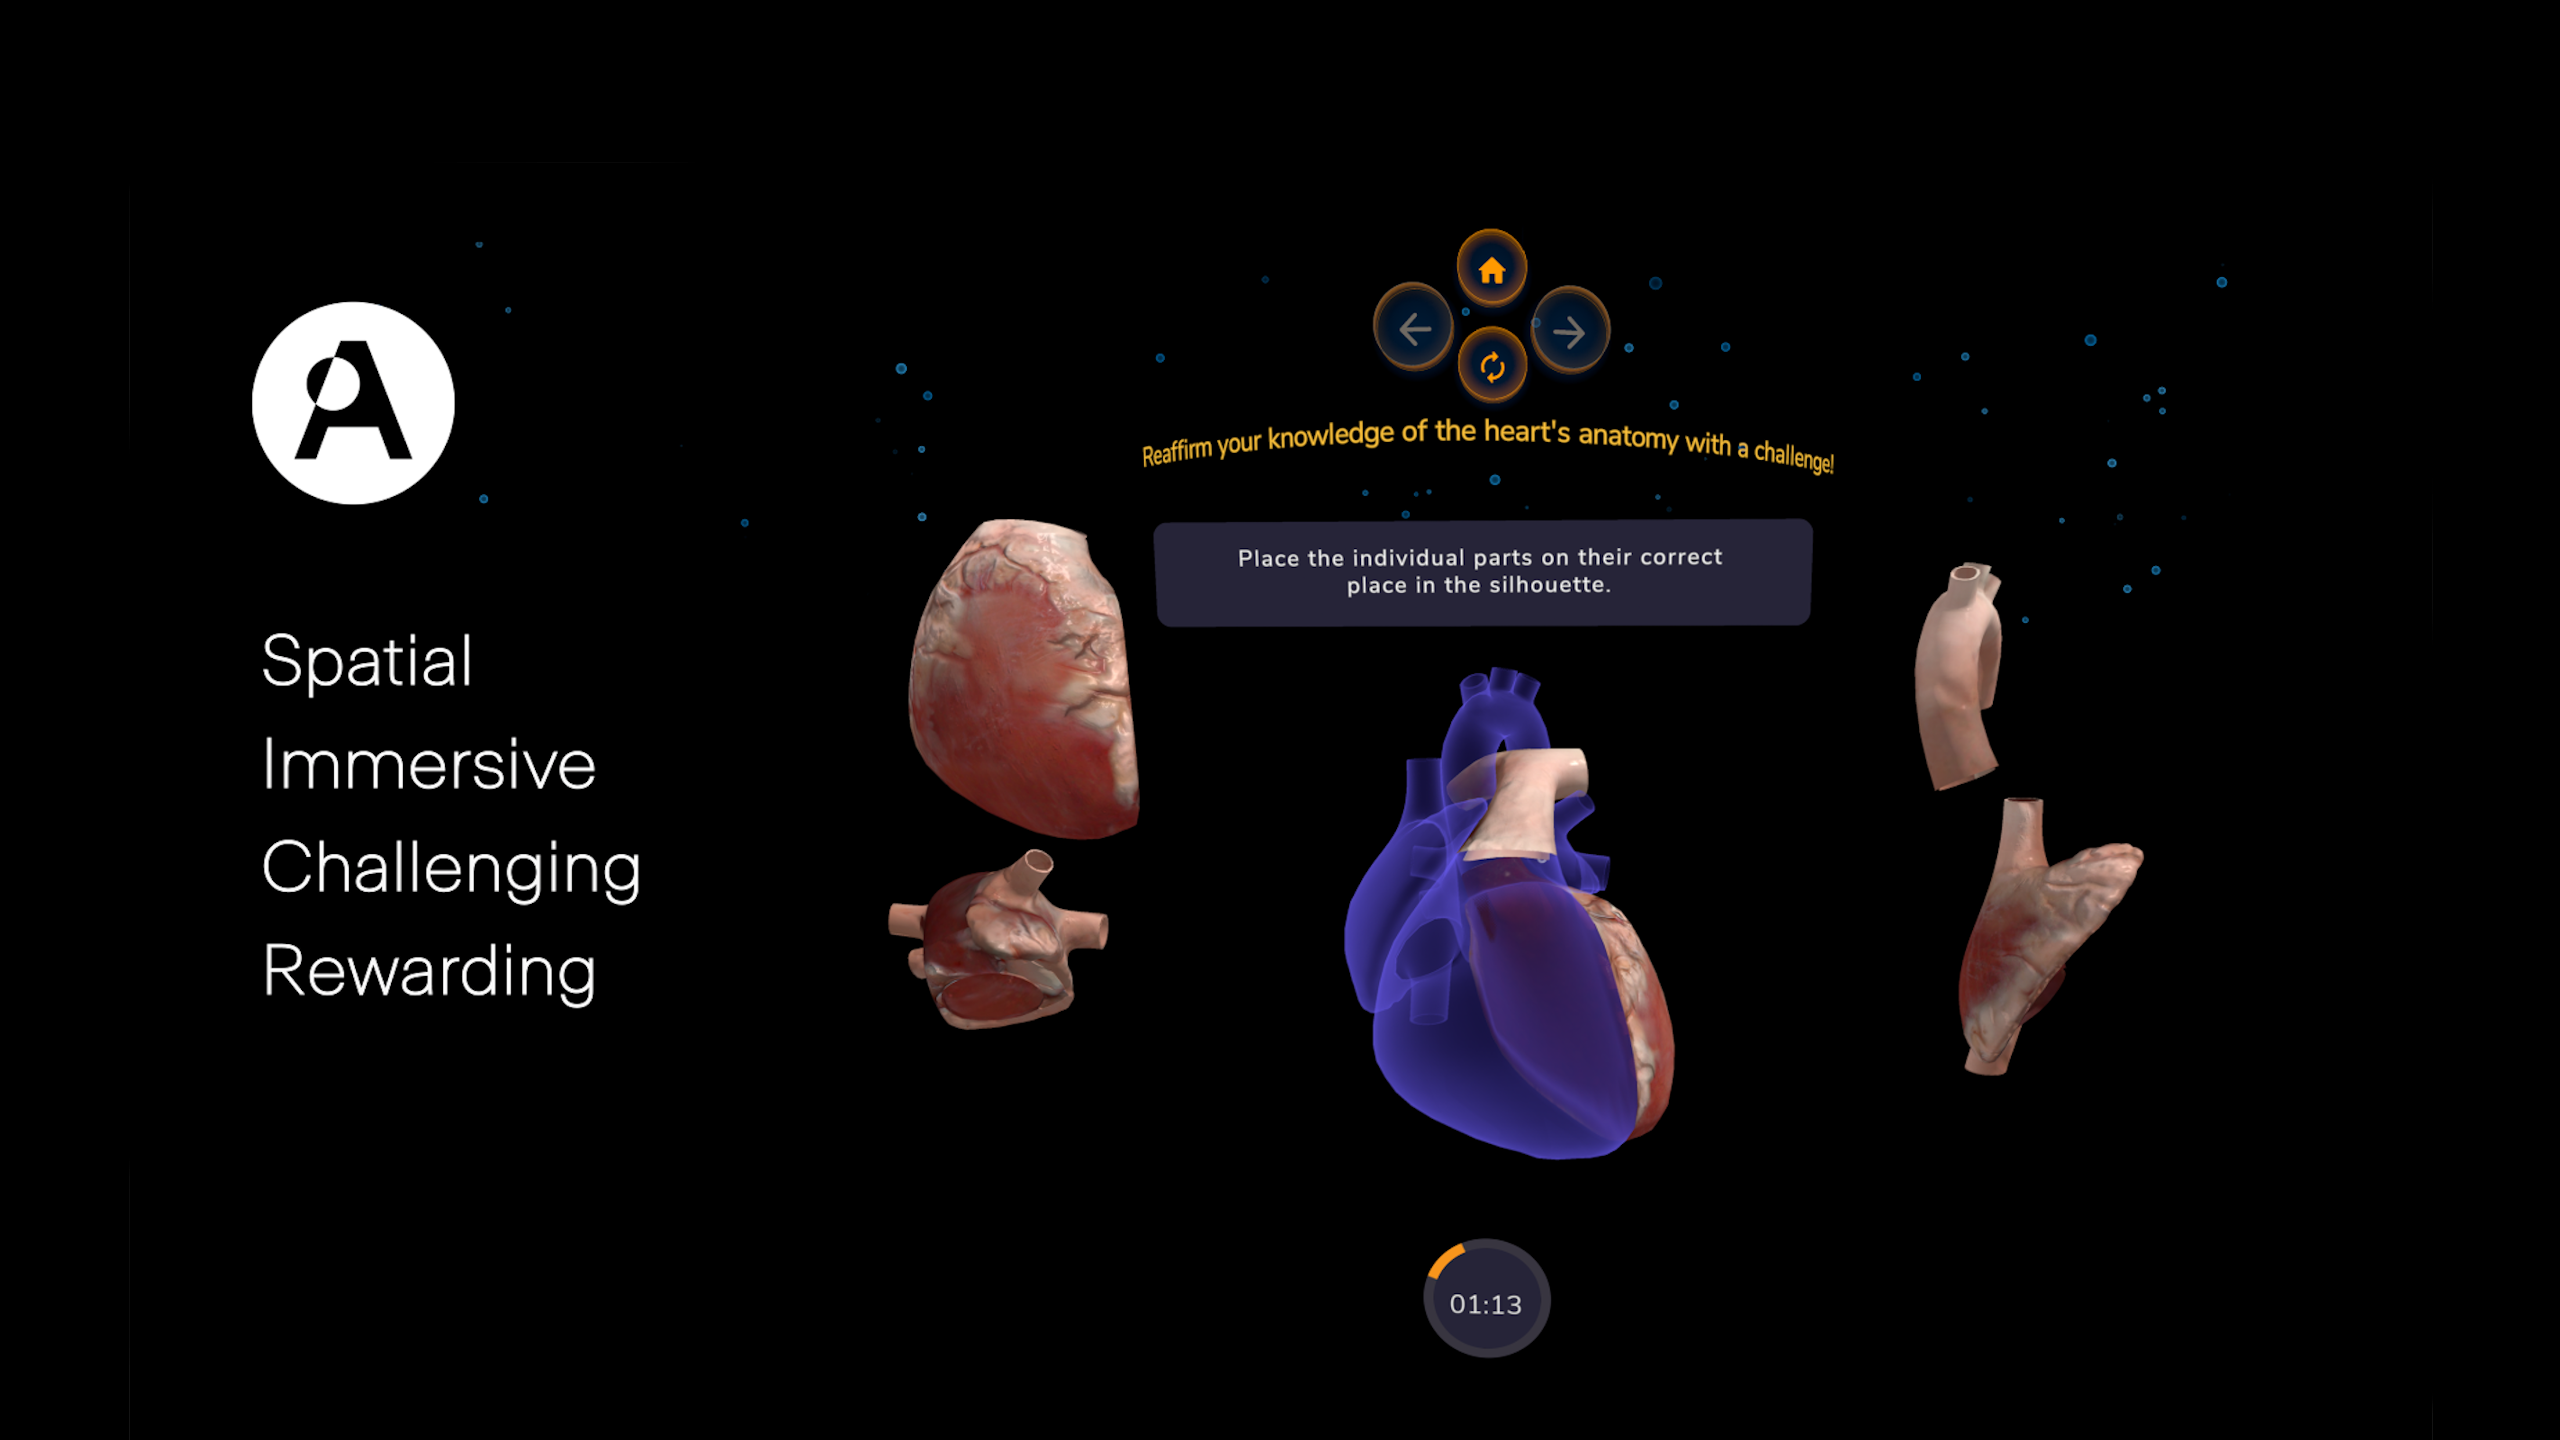 A
Spatial
Immersive
Challenging
Rewarding
Reaffirm your knowledge of the heart's anatomy with a challenge!
Place the individual parts on their correct
place in the silhouette.
01:13